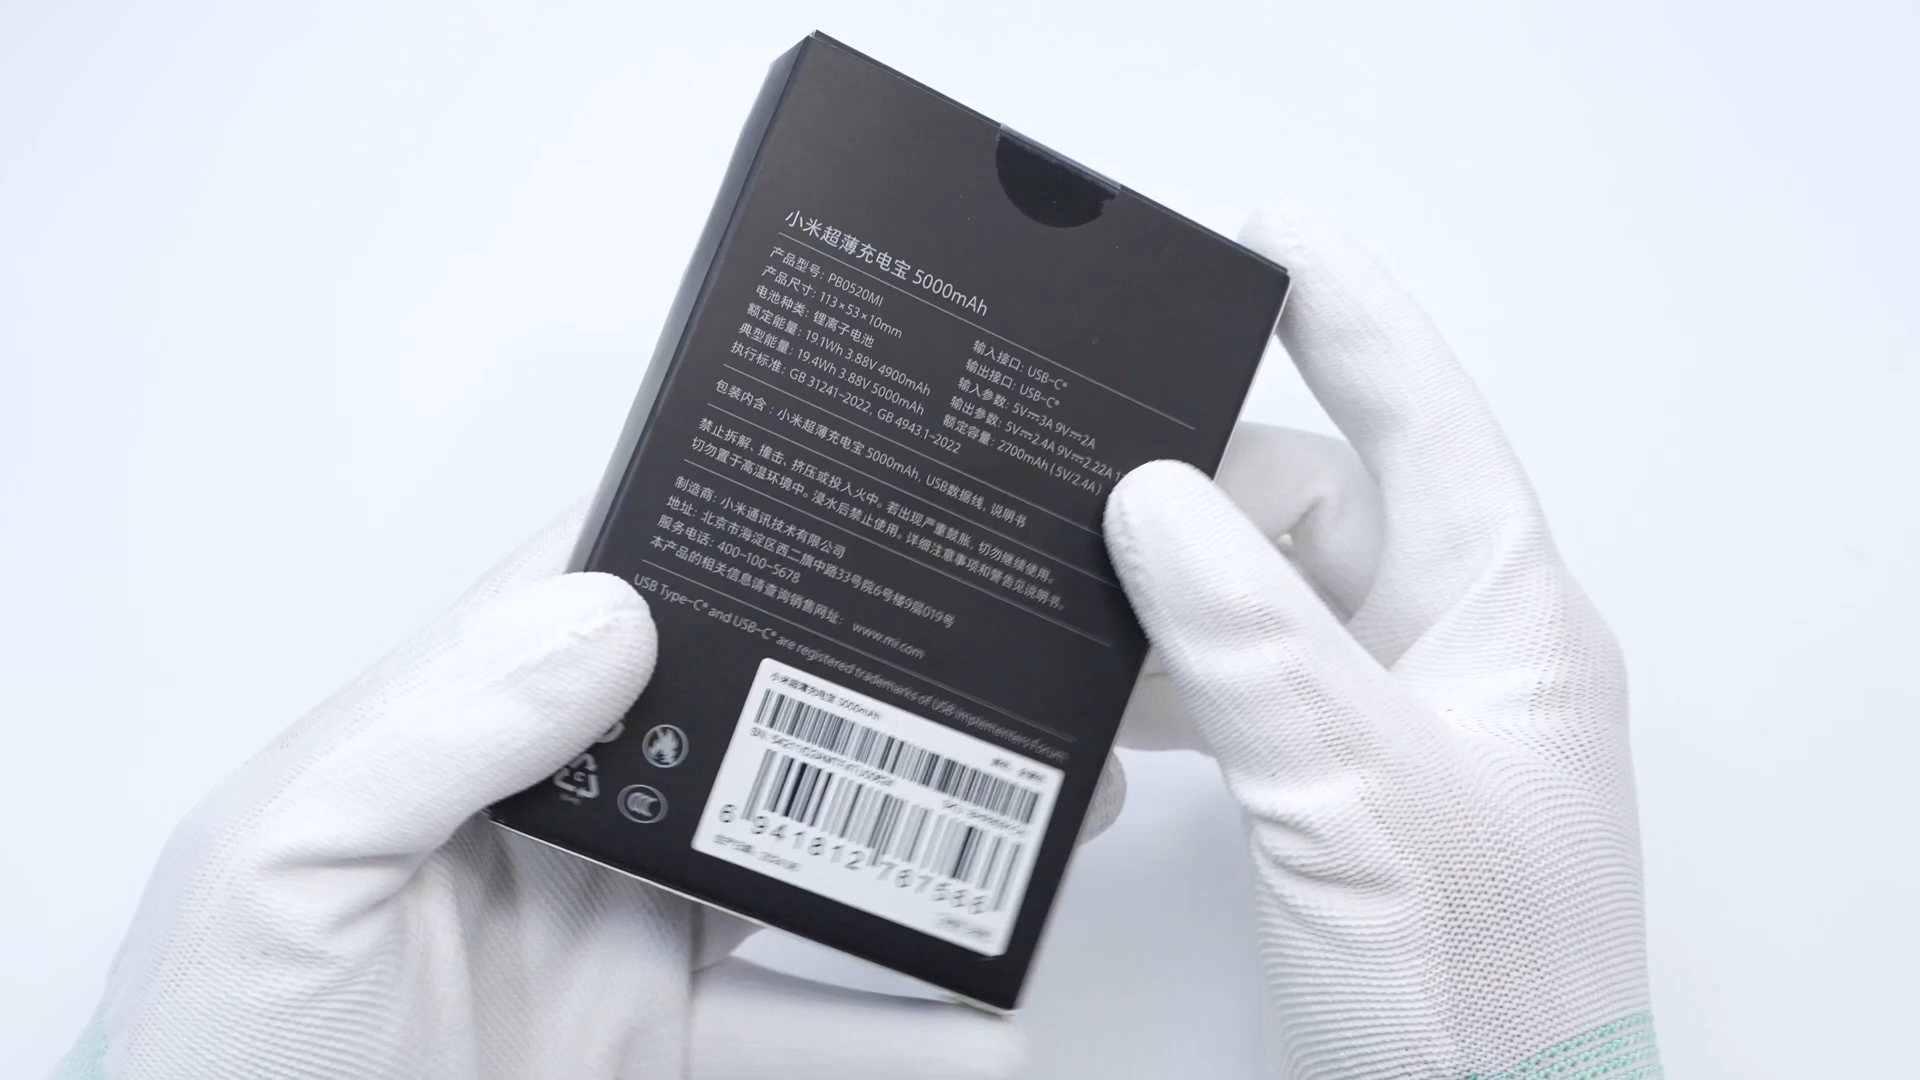 小米超薄充电宝 5000mAh
产品型号: PB0520MI
产品尺寸: 113×53×10mm
电池种类: 锂离子电池
额定能量: 19.1Wh 3.88V 4900mAh
典型能量: 19.4Wh 3.88V 5000mAh
执行标准: GB 31241-2022, GB 4943.1-2022
输入接口: USB-C®
输出接口: USB-C®
输入参数: 5V⎓3A 9V⎓2A
输出参数: 5V⎓2.4A 9V⎓2.22A
额定容量: 2700mAh (5V/2.4A)
包装内含: 小米超薄充电宝 5000mAh, USB数据线, 说明书
禁止拆解、撞击、挤压或投入火中。若出现严重鼓胀, 切勿继续使用。
切勿置于高温环境中。浸水后禁止使用。详细注意事项和警告见说明书。
制造商: 小米通讯技术有限公司
地址: 北京市海淀区西二旗中路33号院6号楼9层019号
服务电话: 400-100-5678
本产品的相关信息请查询销售网址: www.mi.com
USB Type-C® and USB-C® are registered trademarks of USB Implementers Forum
小米超薄充电宝 5000mAh
6 941812 767566